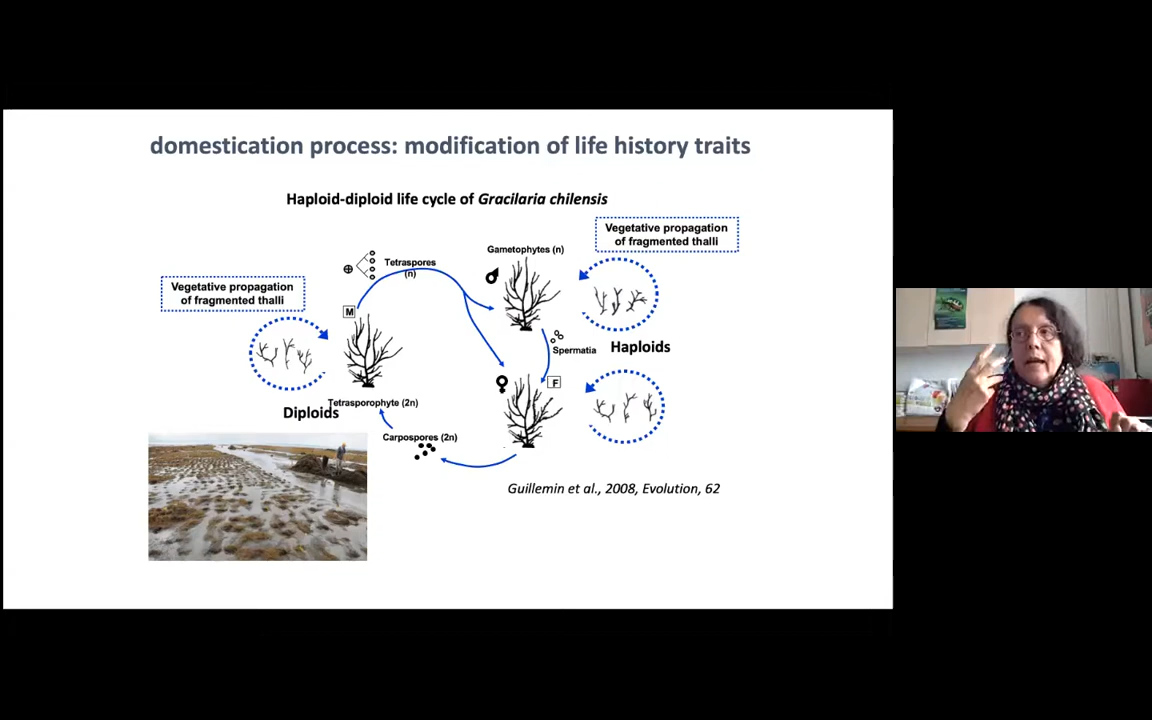 domestication process: modification of life history traits
Haploid-diploid life cycle of Gracilaria chilensis
Vegetative propagation
of fragmented thalli
Gametophytes (n)
Tetraspores
(n)
Vegetative propagation
of fragmented thalli
M
Spermatia
Haploids
F
Tetrasporophyte (2n)
Diploids
Carpospores (2n)
Guillemin et al., 2008, Evolution, 62